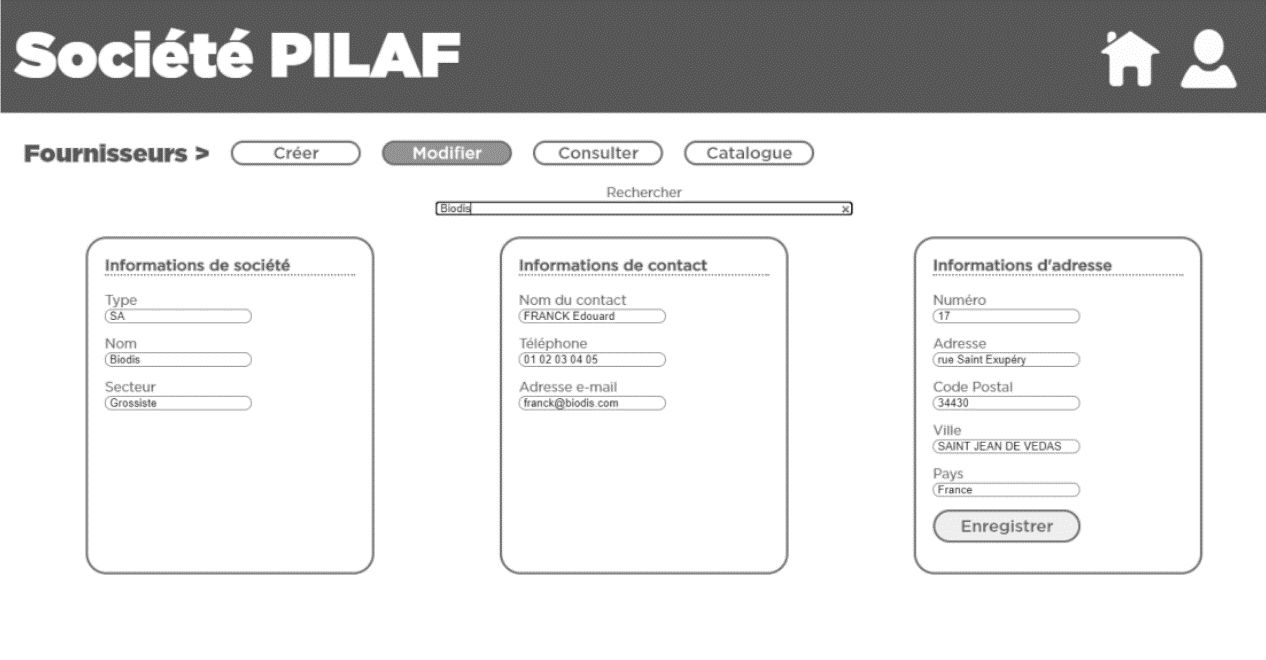 Société PILAF
Fournisseurs > Créer Modifier Consulter Catalogue
Rechercher
Biodis x
Informations de société
Type
SA
Nom
Biodis
Secteur
Grossiste
Informations de contact
Nom du contact
FRANCK Edouard
Téléphone
01 02 03 04 05
Adresse e-mail
franck@biodis.com
Informations d'adresse
Numéro
17
Adresse
rue Saint Exupéry
Code Postal
34430
Ville
SAINT JEAN DE VEDAS
Pays
France
Enregistrer